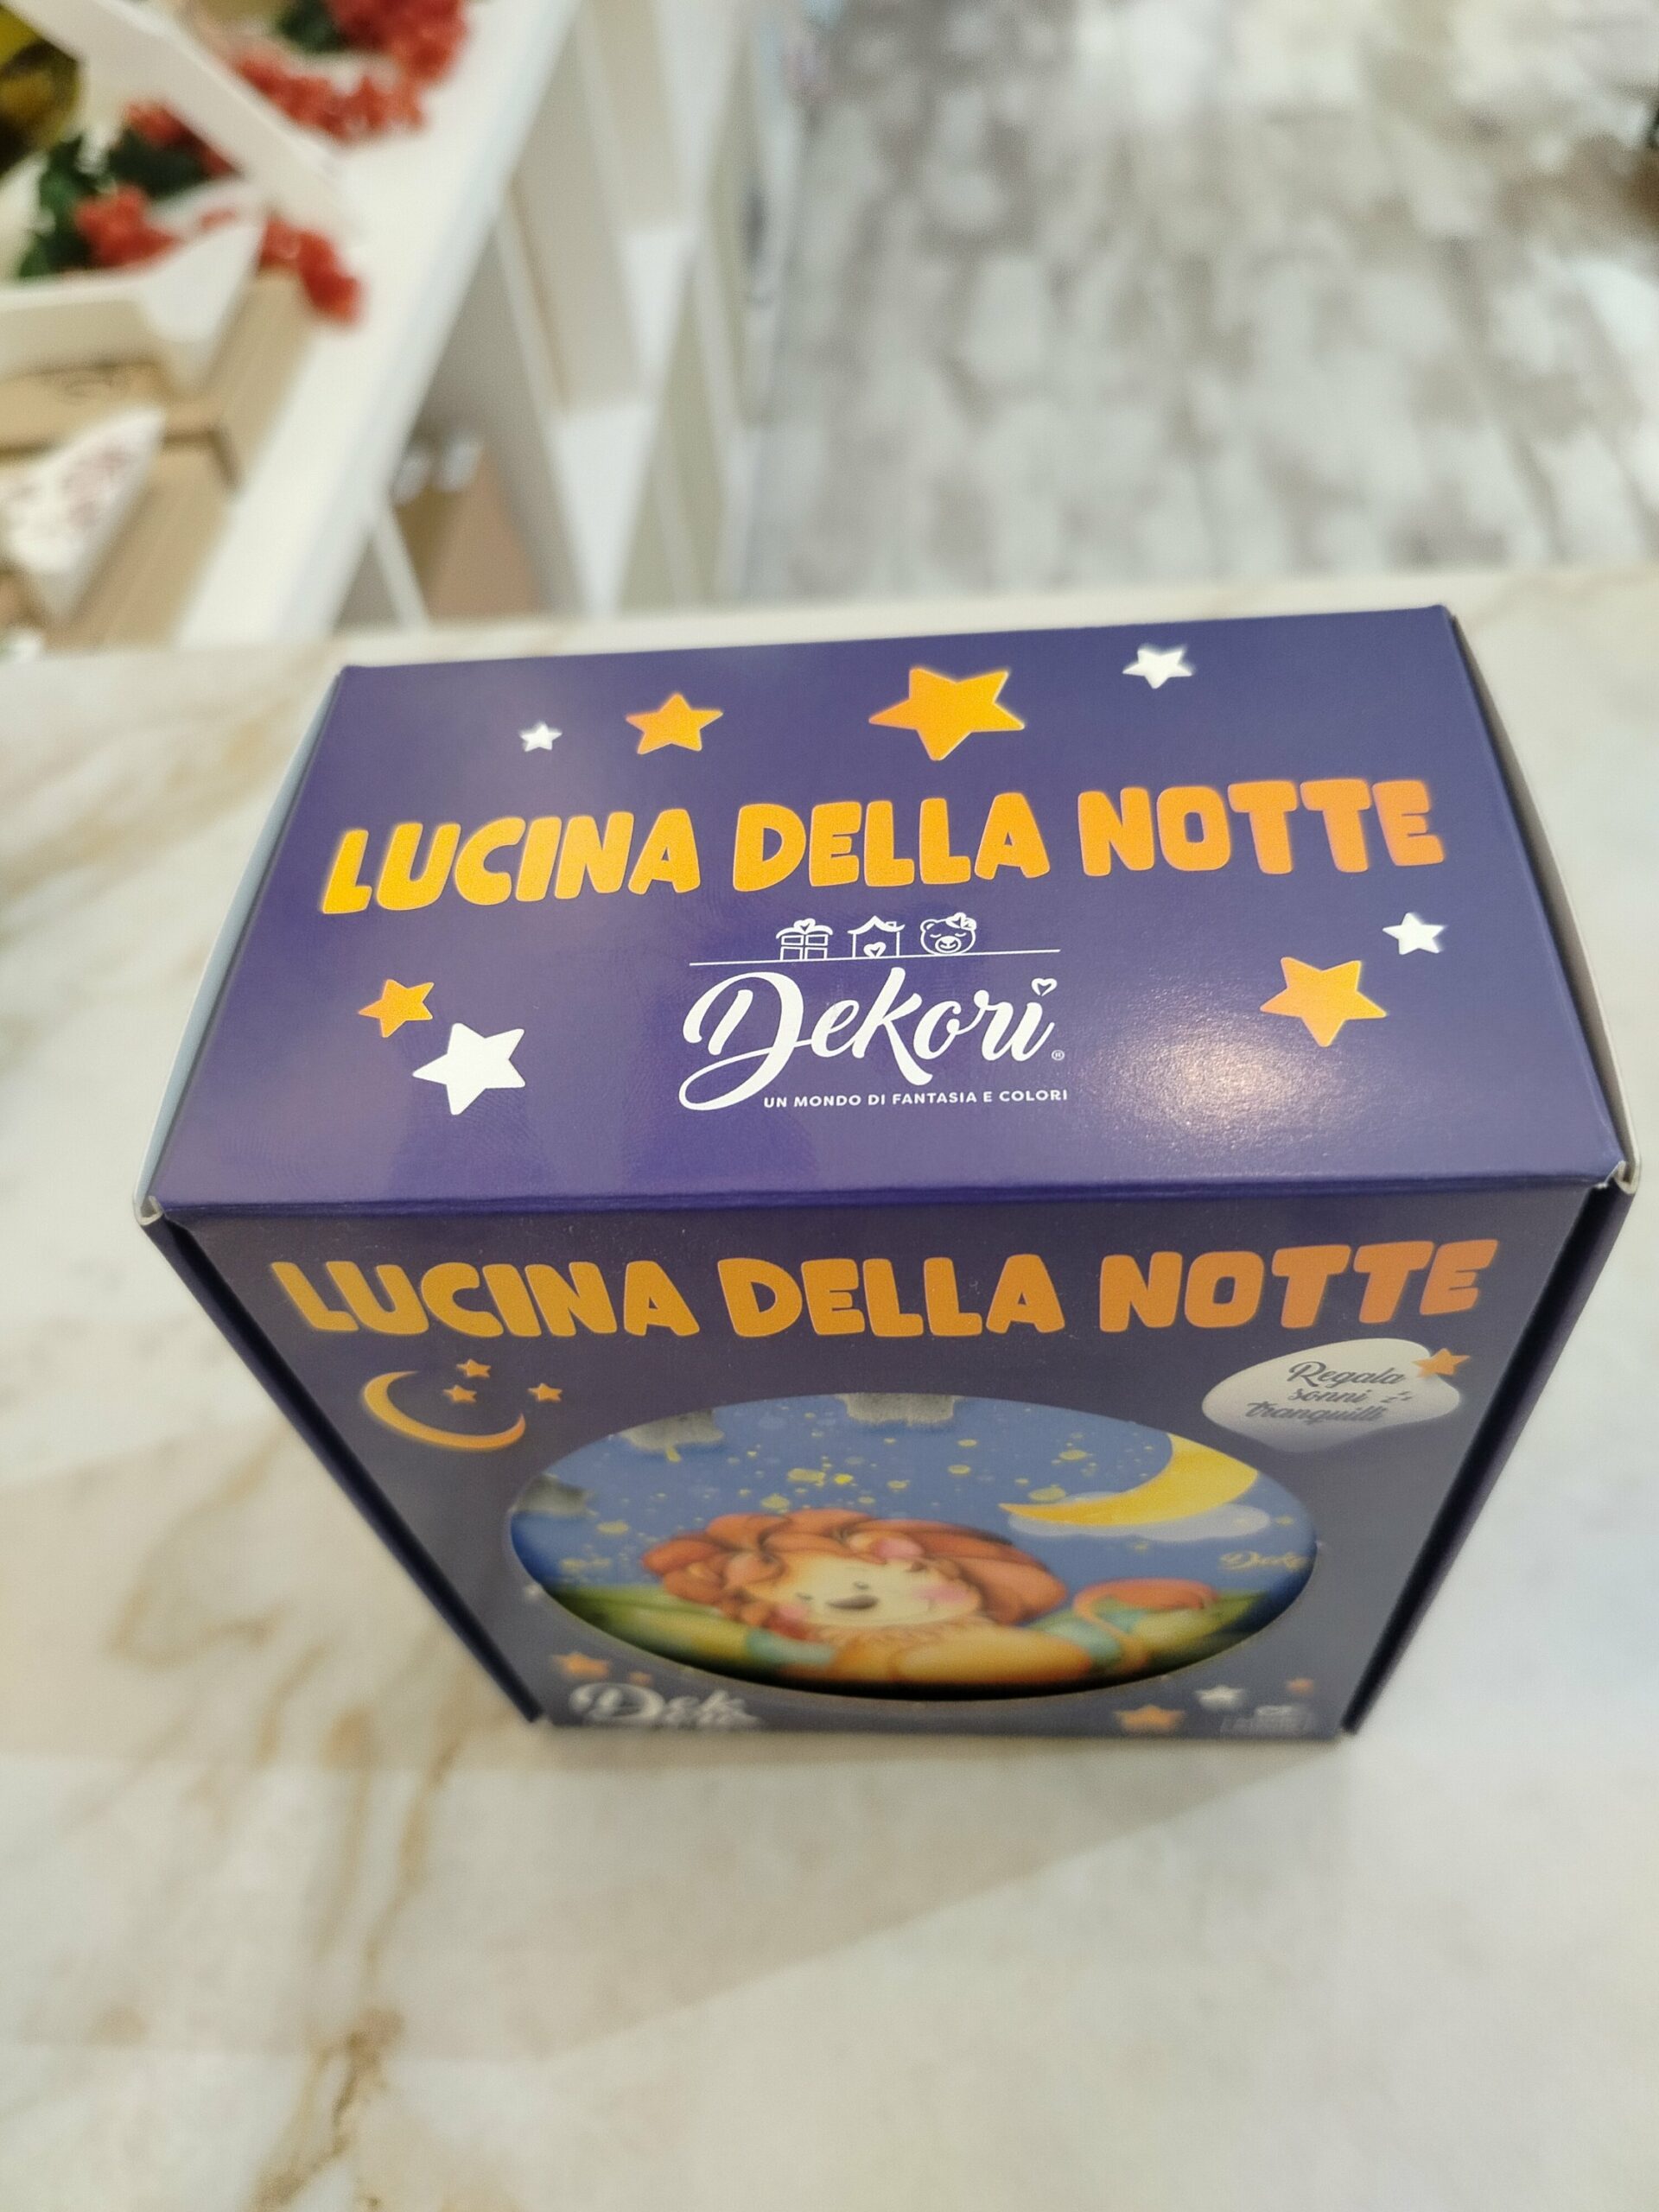 LUCINA DELLA NOTTE
Dekori®
UN MONDO DI FANTASIA E COLORI
LUCINA DELLA NOTTE
Regala
sonni
tranquilli